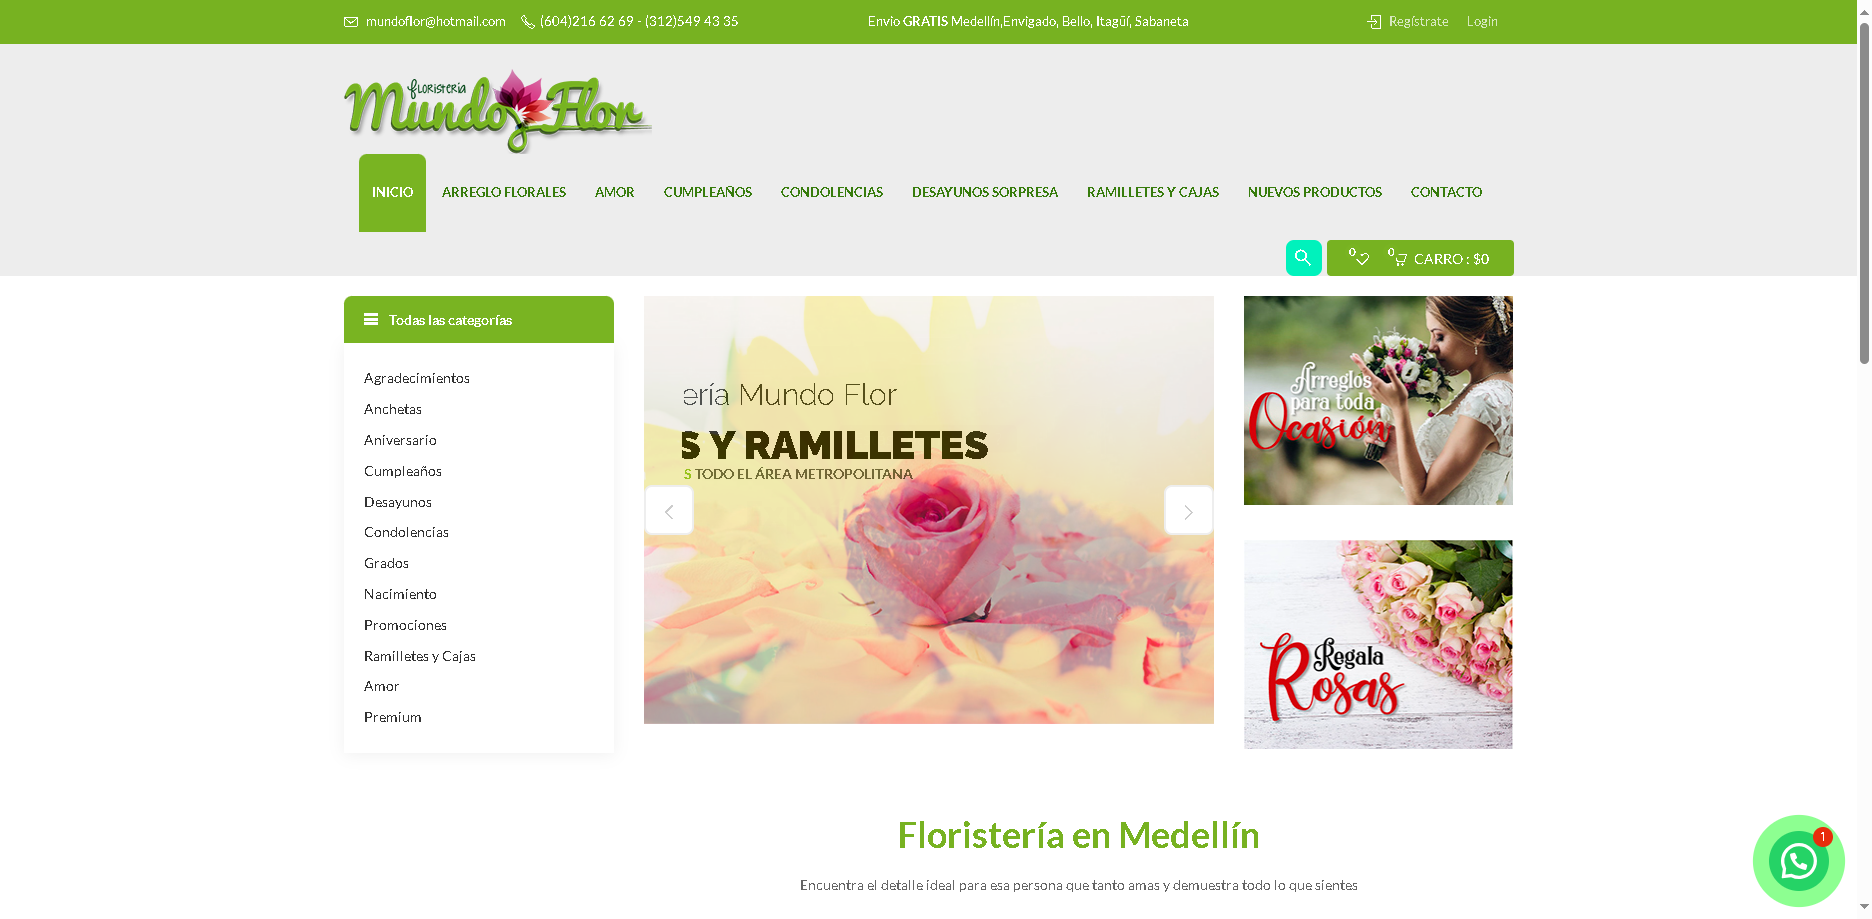 mundoflor@hotmail.com (604)216 62 69 - (312)549 43 35 Envio GRATIS Medellín,Envigado, Bello, Itagüí, Sabaneta Regístrate Login
FLORISTERÍA
Mundo Flor
INICIO ARREGLO FLORALES AMOR CUMPLEAÑOS CONDOLENCIAS DESAYUNOS SORPRESA RAMILLETES Y CAJAS NUEVOS PRODUCTOS CONTACTO
0 0 CARRO : $0
Todas las categorías
Agradecimientos
Anchetas
Aniversario
Cumpleaños
Desayunos
Condolencias
Grados
Nacimiento
Promociones
Ramilletes y Cajas
Amor
Premium
ería Mundo Flor
S Y RAMILLETES
S TODO EL ÁREA METROPOLITANA
Arreglos
para toda
Ocasión
Regala
Rosas
Floristería en Medellín
Encuentra el detalle ideal para esa persona que tanto amas y demuestra todo lo que sientes
1